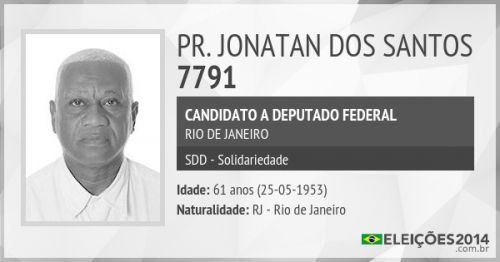 PR. JONATAN DOS SANTOS
7791
CANDIDATO A DEPUTADO FEDERAL
RIO DE JANEIRO
SDD - Solidariedade
Idade: 61 anos (25-05-1953)
Naturalidade: RJ - Rio de Janeiro
ELEIÇÕES2014
.com.br